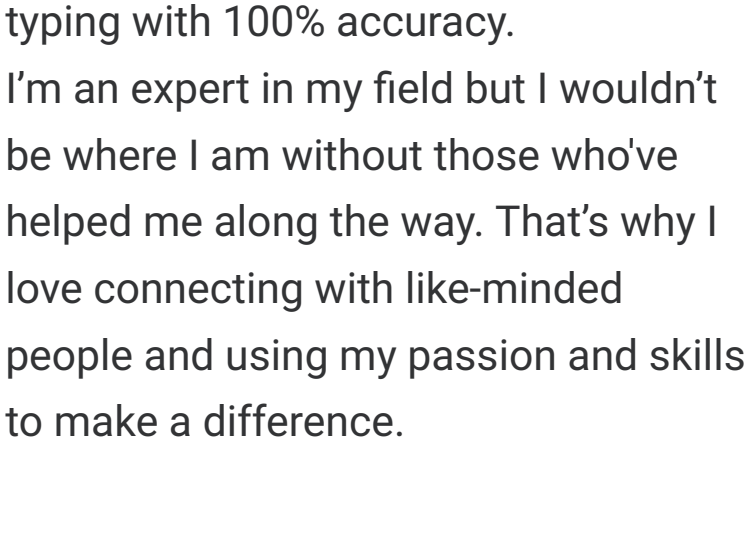 typing with 100% accuracy.
I’m an expert in my field but I wouldn’t
be where I am without those who've
helped me along the way. That’s why I
love connecting with like-minded
people and using my passion and skills
to make a difference.